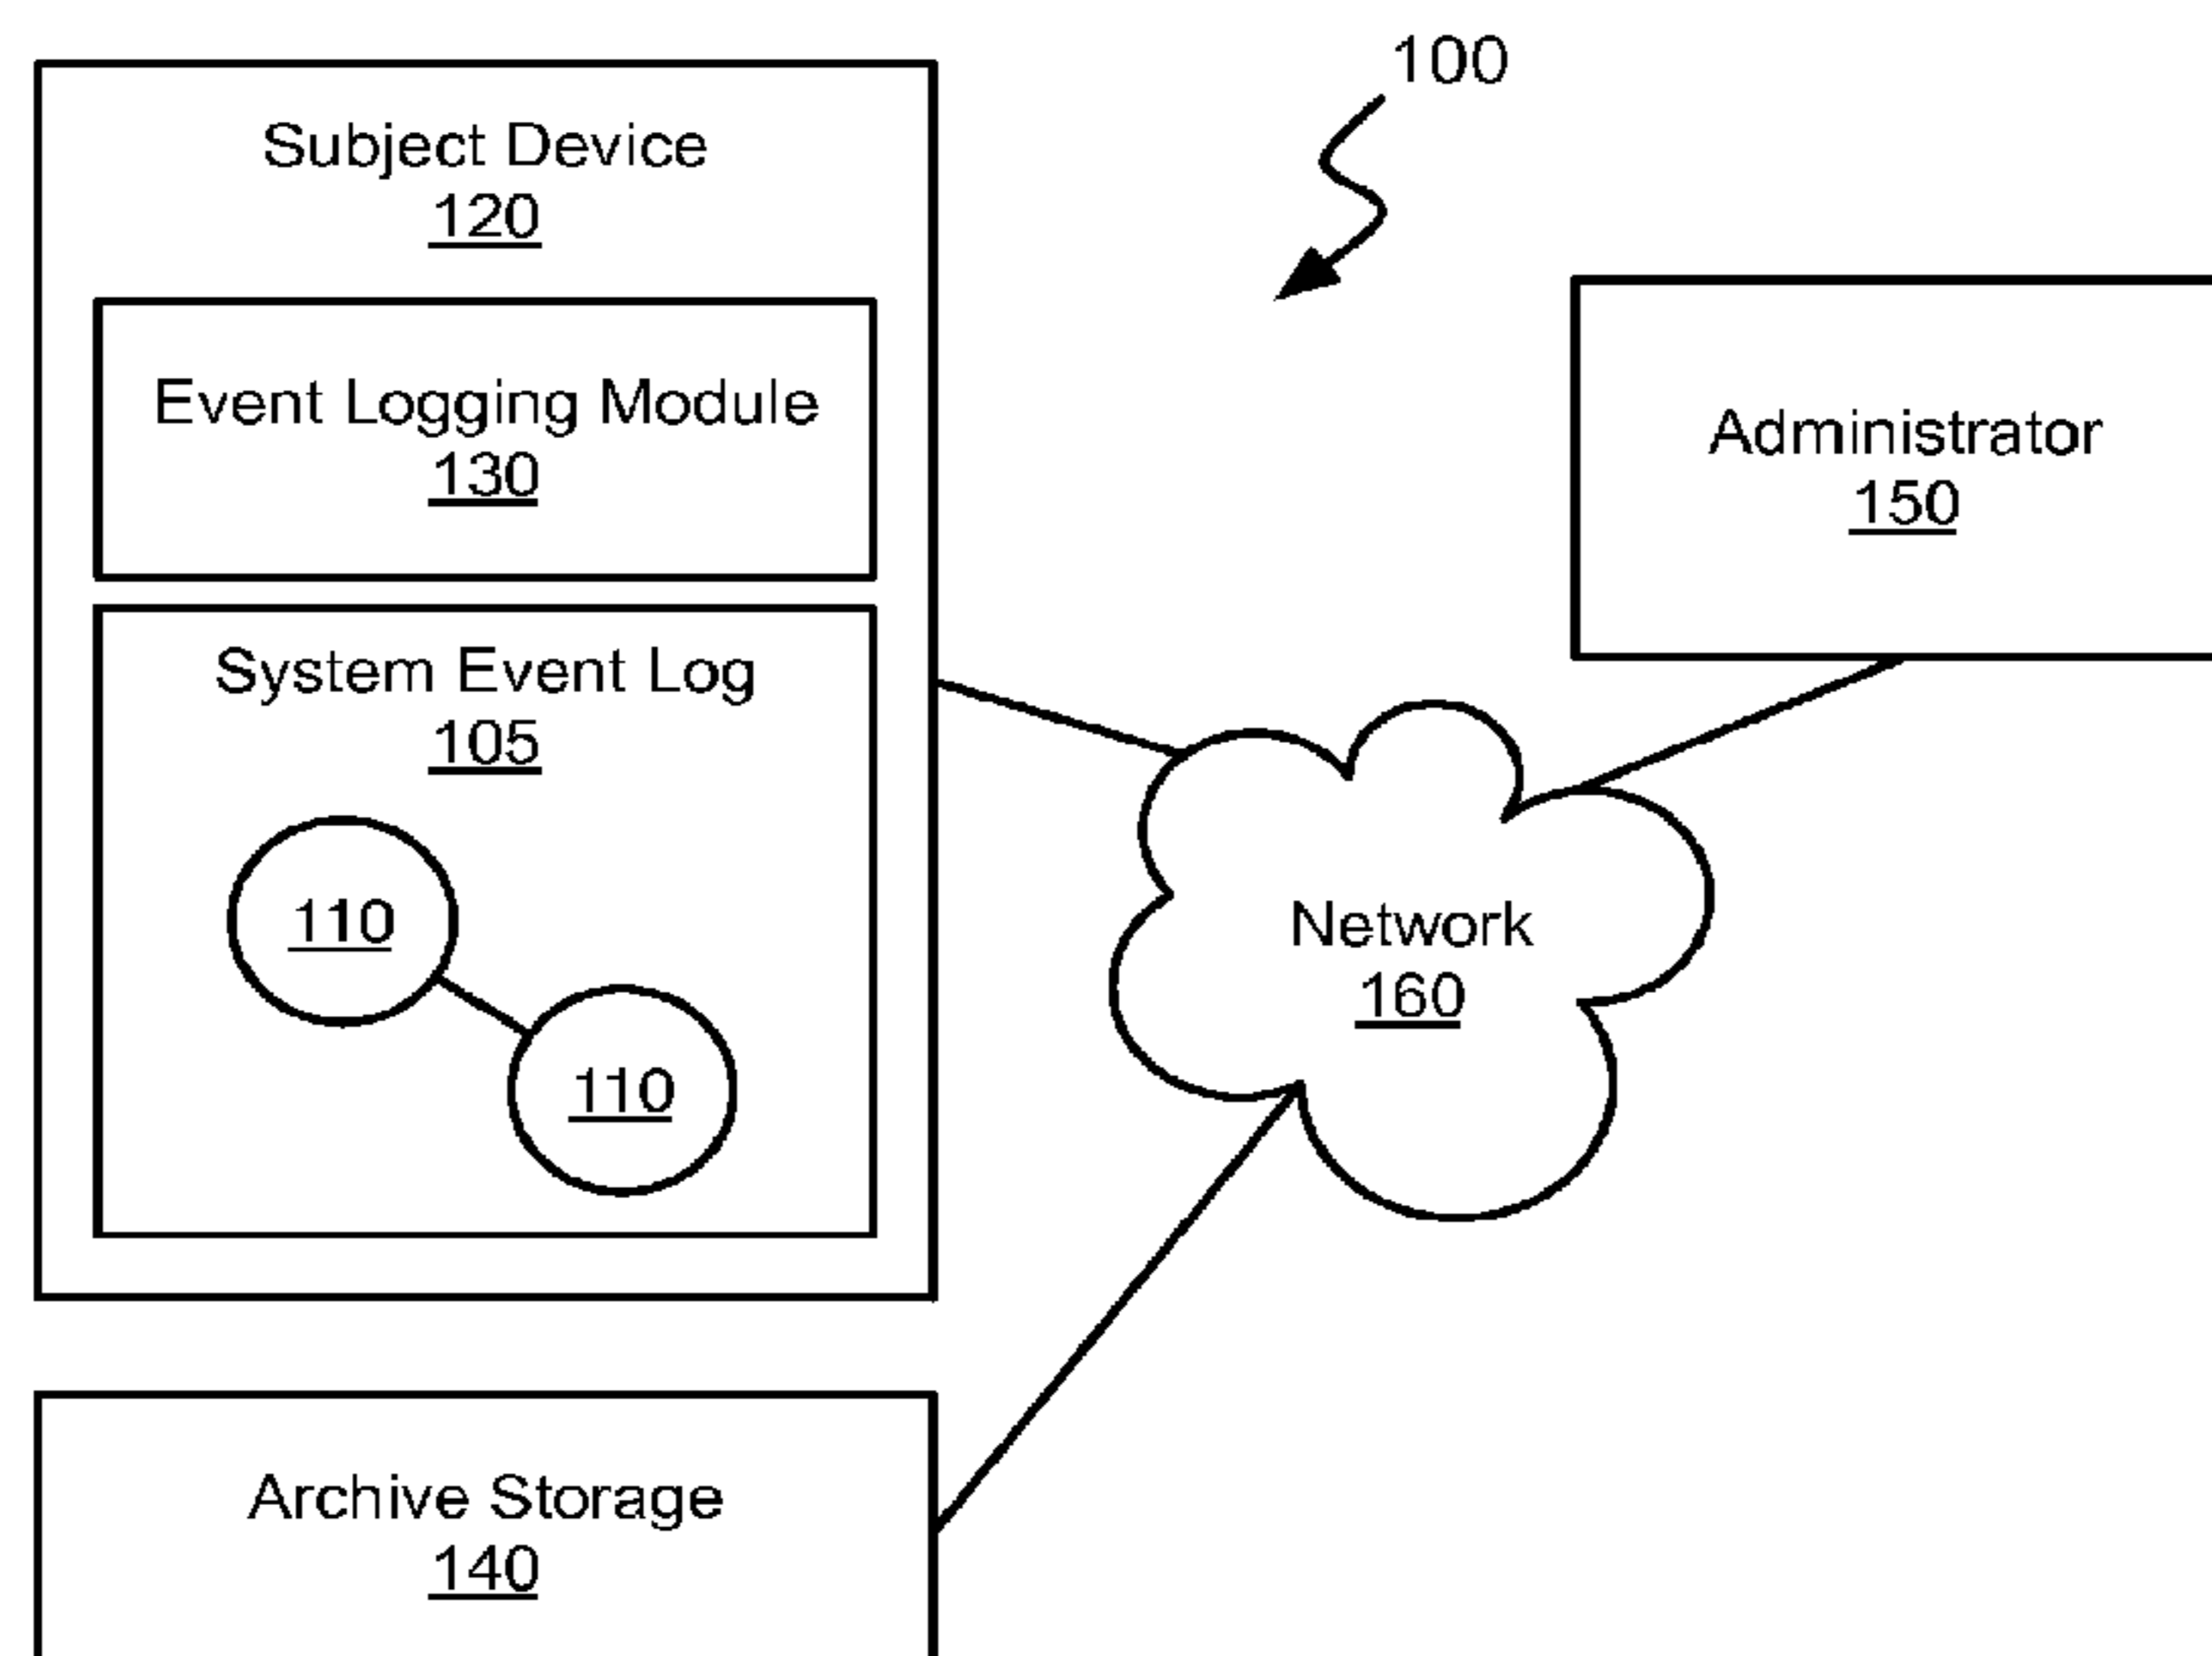 100
Subject Device
120
Event Logging Module
130
System Event Log
105
110
110
Administrator
150
Network
160
Archive Storage
140